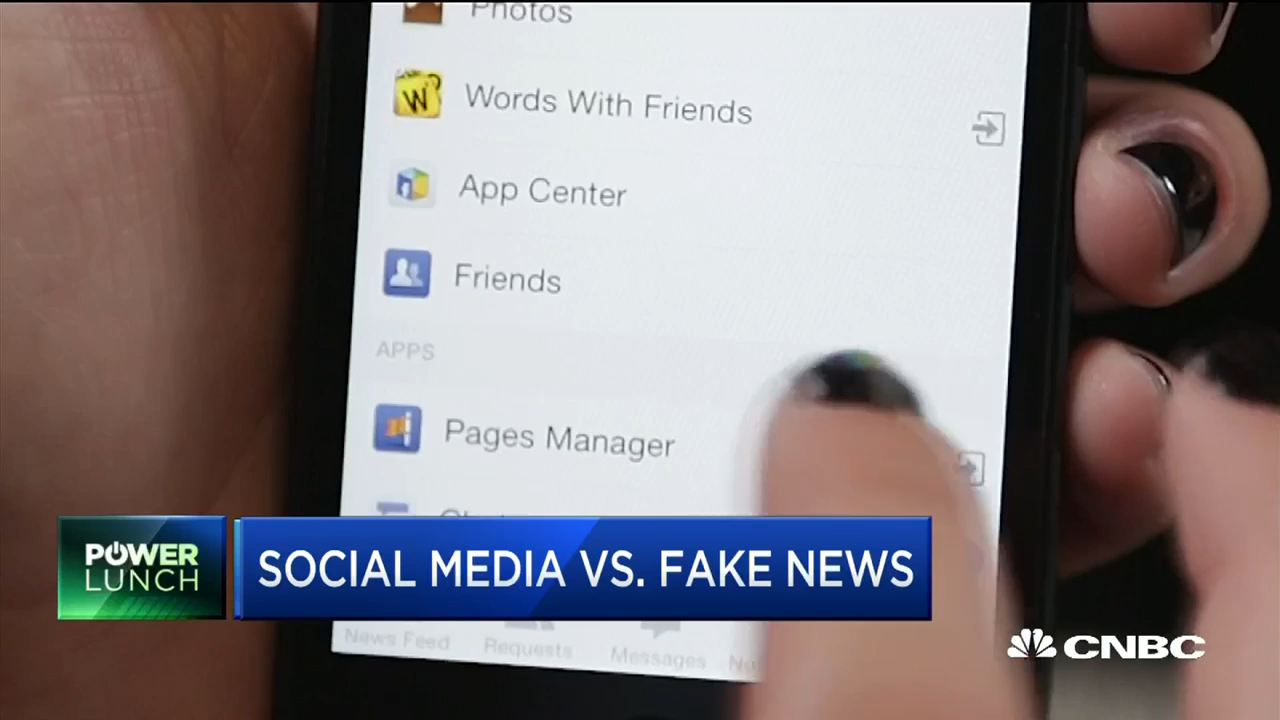 Photos
Words With Friends
App Center
Friends
APPS
Pages Manager
POWER
LUNCH
SOCIAL MEDIA VS. FAKE NEWS
News Feed
Requests
Messages
CNBC